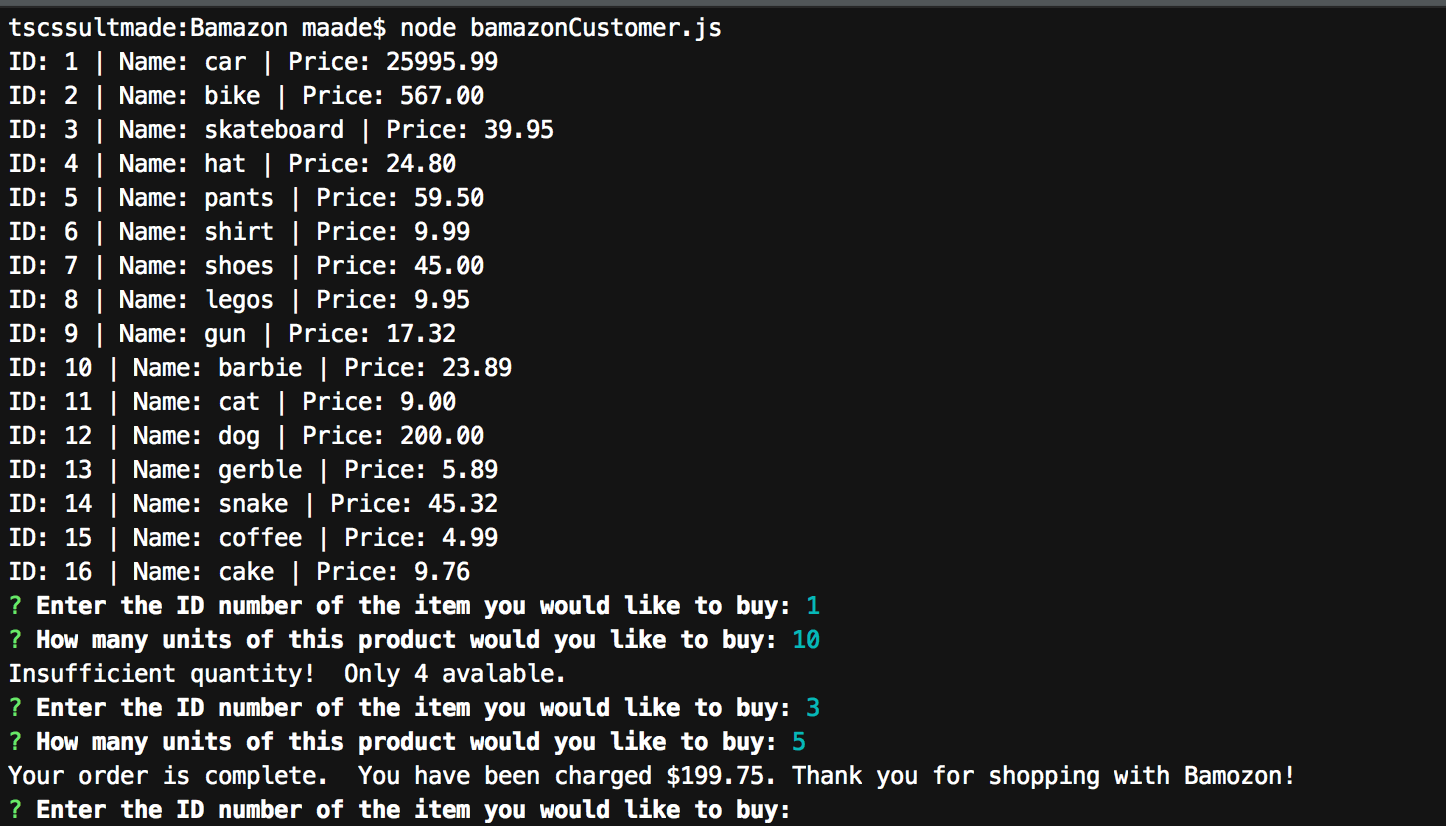 tscssultmade:Bamazon maade$ node bamazonCustomer.js
ID: 1 | Name: car | Price: 25995.99
ID: 2 | Name: bike | Price: 567.00
ID: 3 | Name: skateboard | Price: 39.95
ID: 4 | Name: hat | Price: 24.80
ID: 5 | Name: pants | Price: 59.50
ID: 6 | Name: shirt | Price: 9.99
ID: 7 | Name: shoes | Price: 45.00
ID: 8 | Name: legos | Price: 9.95
ID: 9 | Name: gun | Price: 17.32
ID: 10 | Name: barbie | Price: 23.89
ID: 11 | Name: cat | Price: 9.00
ID: 12 | Name: dog | Price: 200.00
ID: 13 | Name: gerble | Price: 5.89
ID: 14 | Name: snake | Price: 45.32
ID: 15 | Name: coffee | Price: 4.99
ID: 16 | Name: cake | Price: 9.76
? Enter the ID number of the item you would like to buy: 1
? How many units of this product would you like to buy: 10
Insufficient quantity!  Only 4 avalable.
? Enter the ID number of the item you would like to buy: 3
? How many units of this product would you like to buy: 5
Your order is complete.  You have been charged $199.75. Thank you for shopping with Bamozon!
? Enter the ID number of the item you would like to buy: